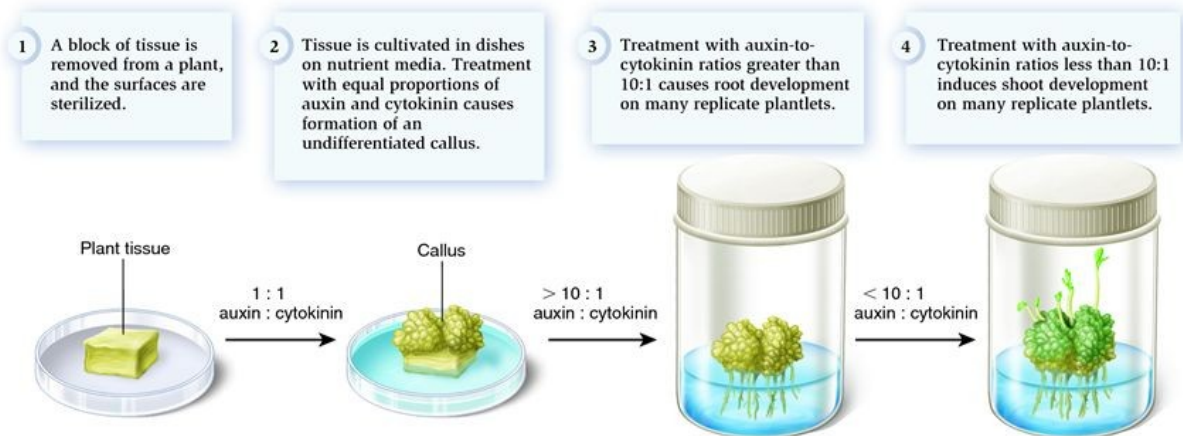 1 A block of tissue is
removed from a plant,
and the surfaces are
sterilized.
2 Tissue is cultivated in dishes
on nutrient media. Treatment
with equal proportions of
auxin and cytokinin causes
formation of an
undifferentiated callus.
3 Treatment with auxin-to-
cytokinin ratios greater than
10:1 causes root development
on many replicate plantlets.
4 Treatment with auxin-to-
cytokinin ratios less than 10:1
induces shoot development
on many replicate plantlets.
Plant tissue
1 : 1
auxin : cytokinin
Callus
> 10 : 1
auxin : cytokinin
< 10 : 1
auxin : cytokinin